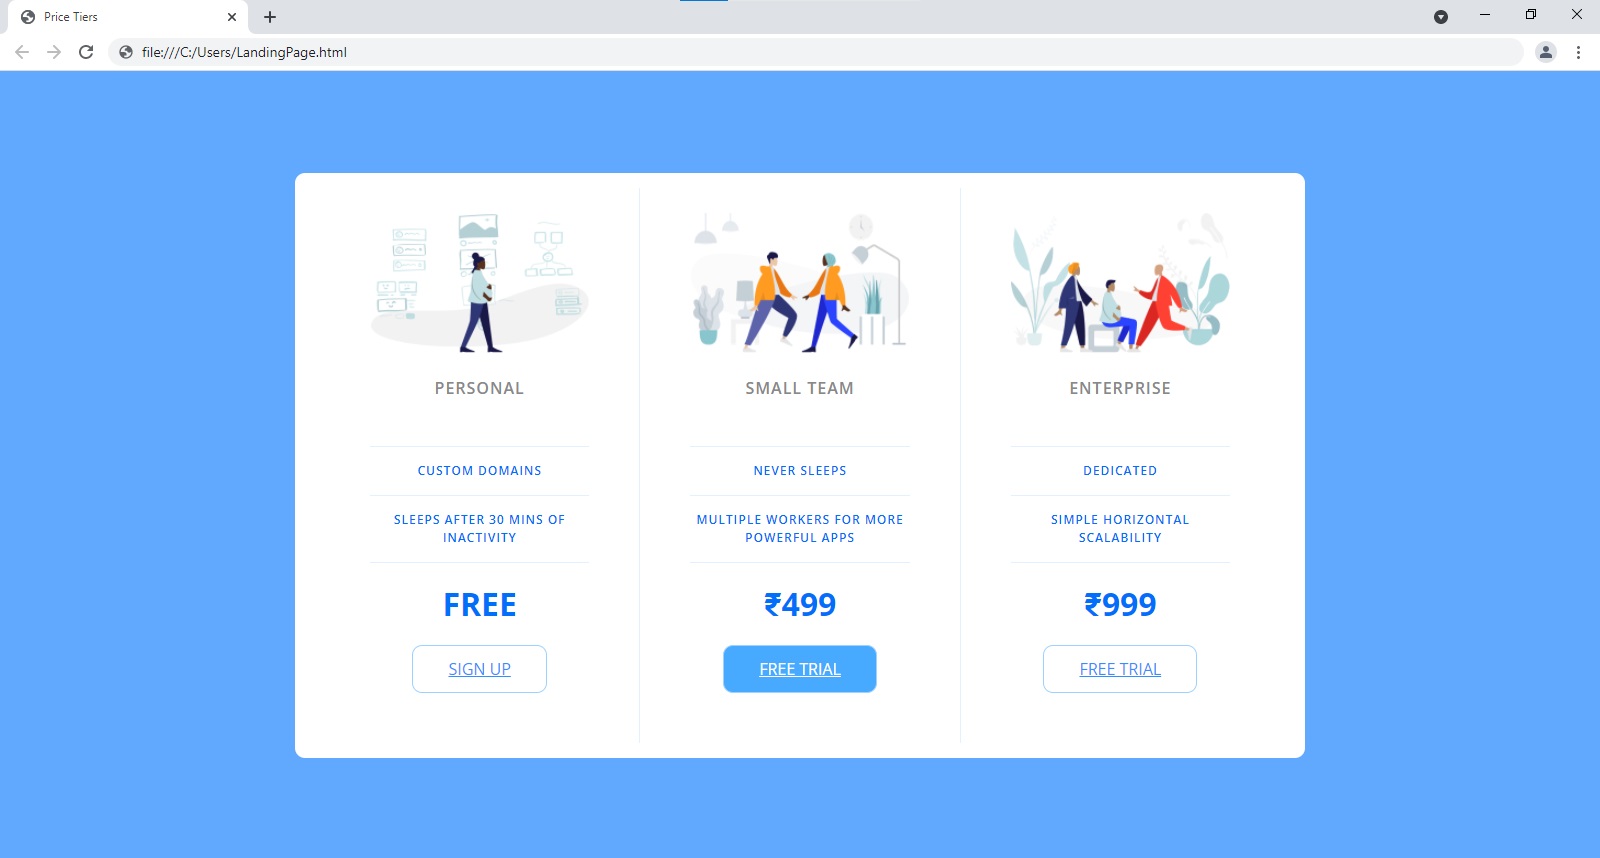 Price Tiers
file:///C:/Users/LandingPage.html
PERSONAL
CUSTOM DOMAINS
SLEEPS AFTER 30 MINS OF
INACTIVITY
FREE
SIGN UP
SMALL TEAM
NEVER SLEEPS
MULTIPLE WORKERS FOR MORE
POWERFUL APPS
₹499
FREE TRIAL
ENTERPRISE
DEDICATED
SIMPLE HORIZONTAL
SCALABILITY
₹999
FREE TRIAL